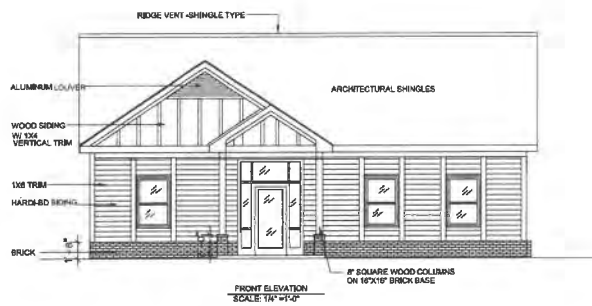 RIDGE VENT -SHINGLE TYPE
ALUMINUM LOUVER
ARCHITECTURAL SHINGLES
WOOD SIDING
W/ 1X4
VERTICAL TRIM
1X6 TRIM
HARDI-BD SIDING
BRICK
8" SQUARE WOOD COLUMNS
ON 16"X16" BRICK BASE
FRONT ELEVATION
SCALE: 1/4" =1'-0"